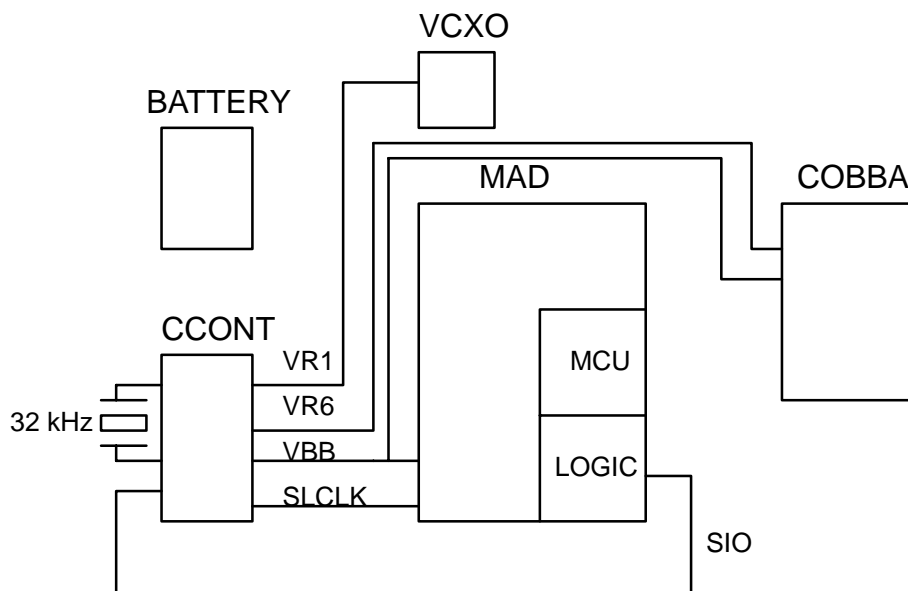 VCXO
BATTERY
MAD
COBBA
CCONT
VR1
MCU
VR6
32 kHz
VBB
LOGIC
SLCLK
SIO